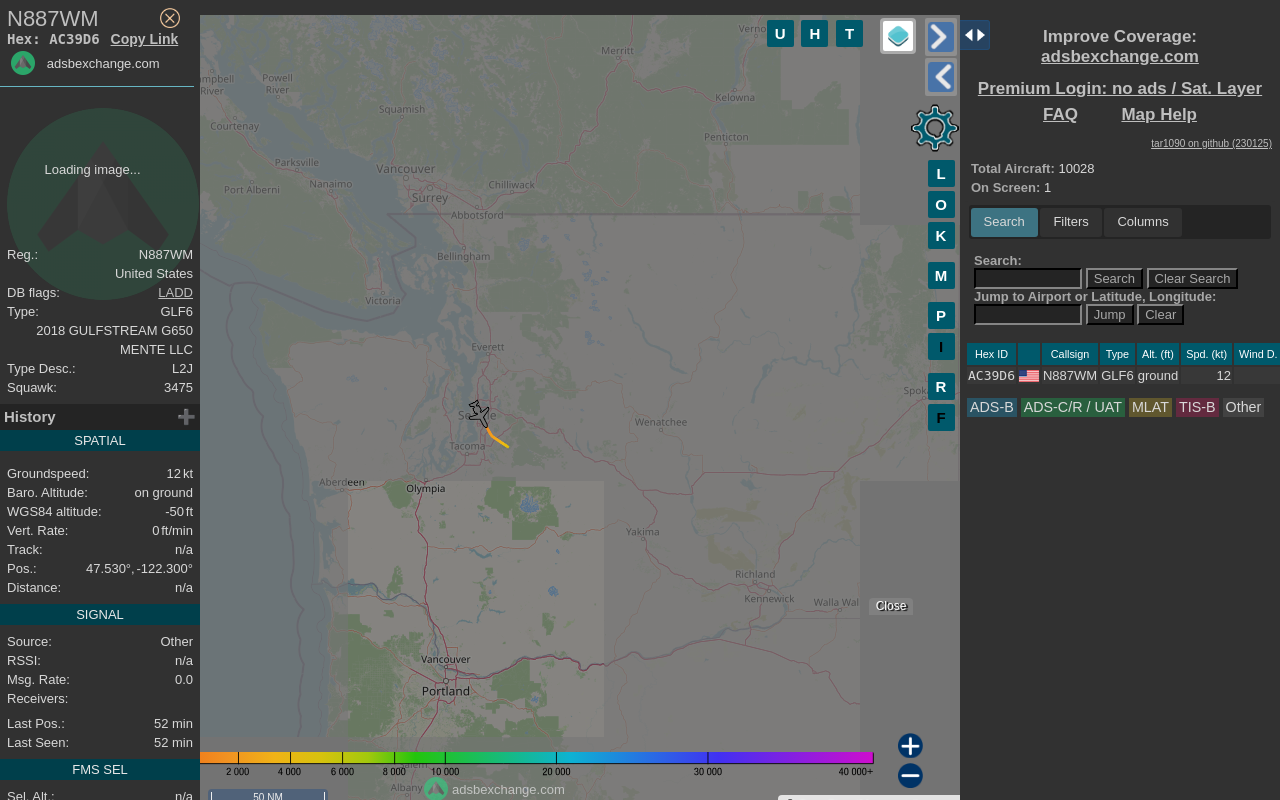 N887WM
Hex: AC39D6 Copy Link
adsbexchange.com
Loading image...
Reg.: N887WM
United States
DB flags: LADD
Type: GLF6
2018 GULFSTREAM G650
MENTE LLC
Type Desc.: L2J
Squawk: 3475
History
SPATIAL
Groundspeed: 12 kt
Baro. Altitude: on ground
WGS84 altitude: -50 ft
Vert. Rate: 0 ft/min
Track: n/a
Pos.: 47.530°, -122.300°
Distance: n/a
SIGNAL
Source: Other
RSSI: n/a
Msg. Rate: 0.0
Receivers:
Last Pos.: 52 min
Last Seen: 52 min
FMS SEL
Sel. Alt.: n/a
U H T
L
O
K
M
P
I
R
F
Merritt
Powell
River
River
Squamish
Courtenay
Kelowna
Penticton
Parksville
Vancouver
Nanaimo
Port Alberni
Surrey
Chilliwack
Abbotsford
Bellingham
Victoria
Everett
Wenatchee
Tacoma
Aberdeen
Olympia
Yakima
Richland
Kennewick
Walla Wal
Vancouver
Portland
Albany
Close
2 000 4 000 6 000 8 000 10 000 20 000 30 000 40 000+
adsbexchange.com
50 NM
Improve Coverage:
adsbexchange.com
Premium Login: no ads / Sat. Layer
FAQ Map Help
tar1090 on github (230125)
Total Aircraft: 10028
On Screen: 1
Search Filters Columns
Search:
Search Clear Search
Jump to Airport or Latitude, Longitude:
Jump Clear
Hex ID Callsign Type Alt. (ft) Spd. (kt) Wind D.
AC39D6 N887WM GLF6 ground 12
ADS-B ADS-C/R / UAT MLAT TIS-B Other